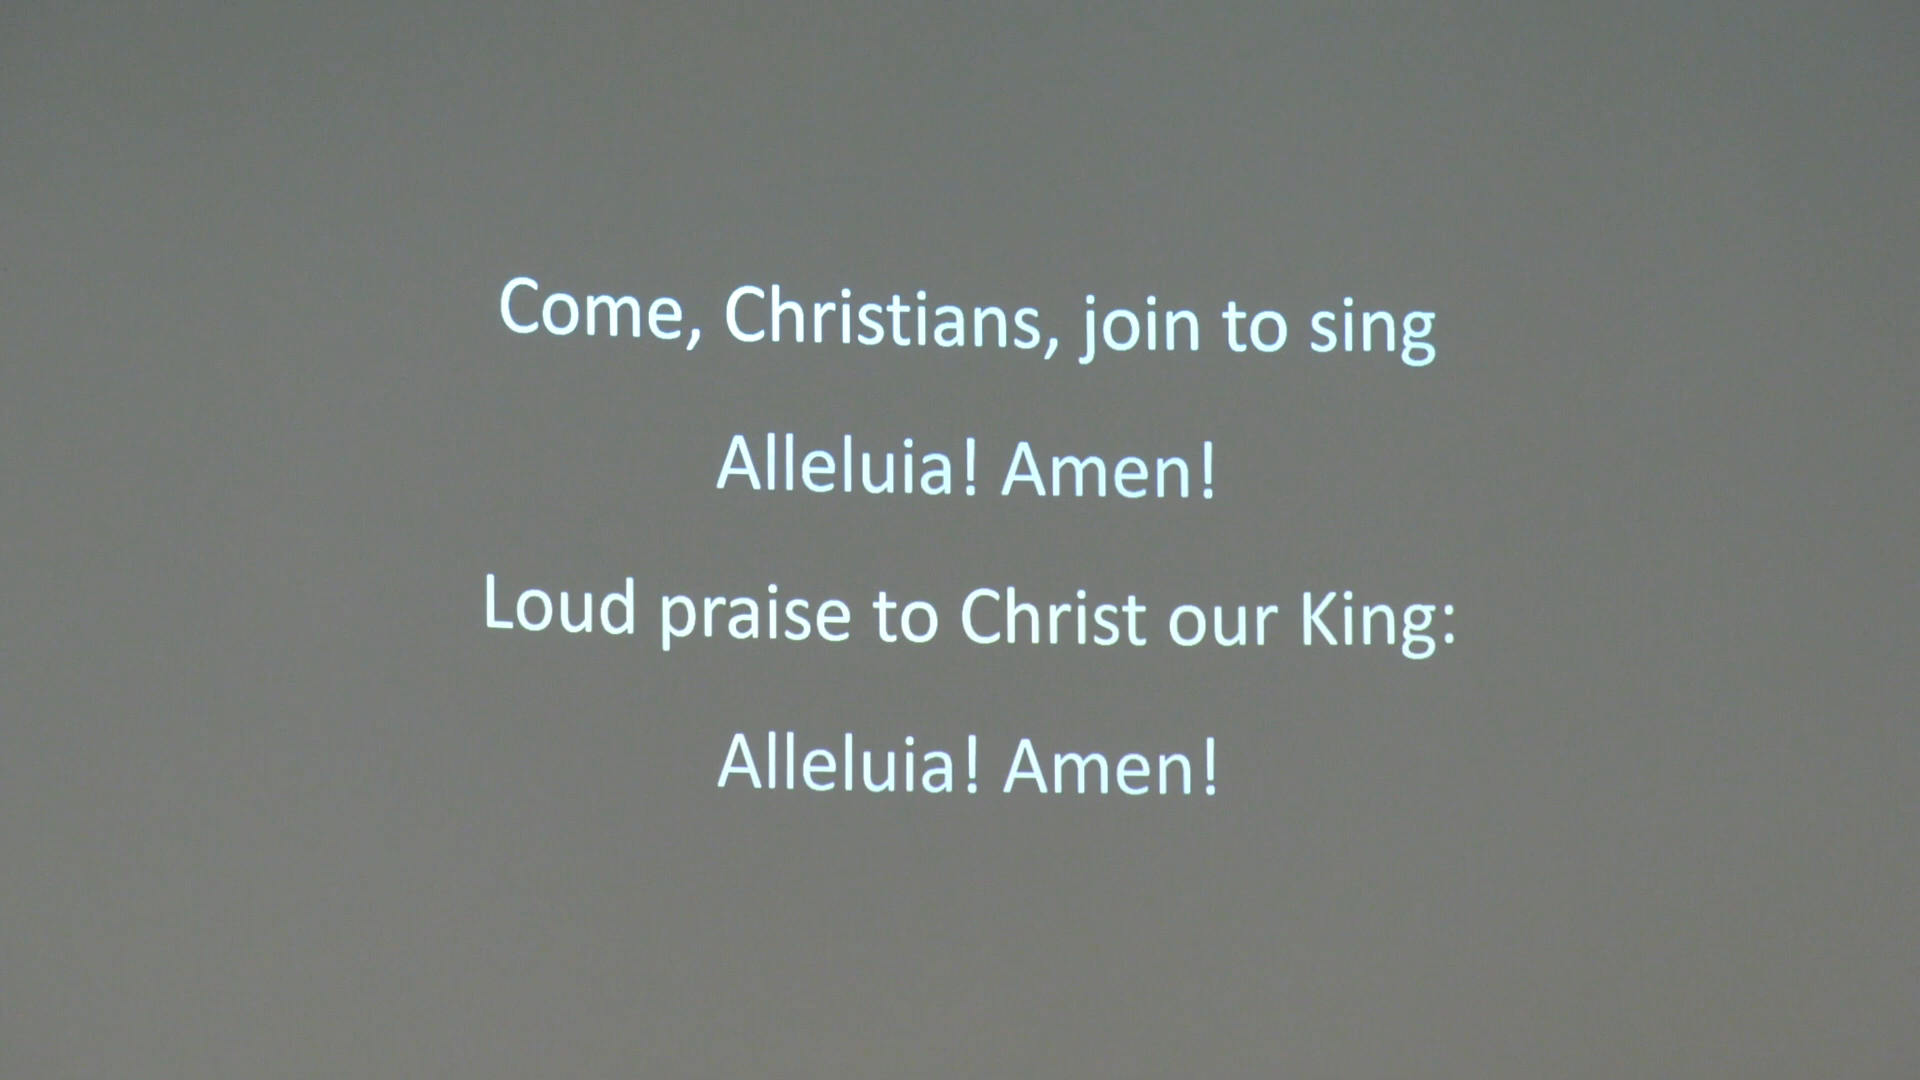 Come, Christians, join to sing
Alleluia! Amen!
Loud praise to Christ our King:
Alleluia! Amen!